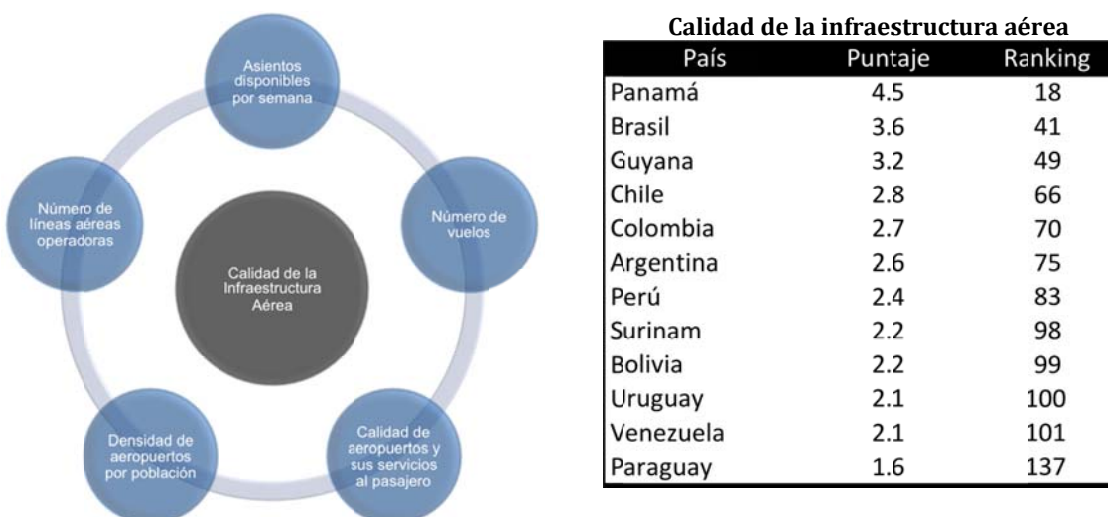 Asientos
disponibles
por semana
Número de
vuelos
Calidad de
aeropuertos y
sus servicios
al pasajero
Densidad de
aeropuertos
por población
Número de
líneas aéreas
operadoras
Calidad de la
Infraestructura
Aérea
Calidad de la infraestructura aérea
País Puntaje Ranking
Panamá 4.5 18
Brasil 3.6 41
Guyana 3.2 49
Chile 2.8 66
Colombia 2.7 70
Argentina 2.6 75
Perú 2.4 83
Surinam 2.2 98
Bolivia 2.2 99
Uruguay 2.1 100
Venezuela 2.1 101
Paraguay 1.6 137